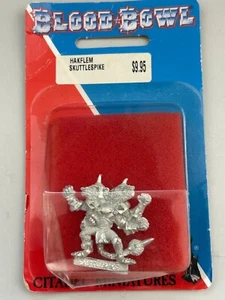 BLOOD BOWL
HAKFLEM
SKUTTLESPIKE
$9.95
CITADEL MINIATURES